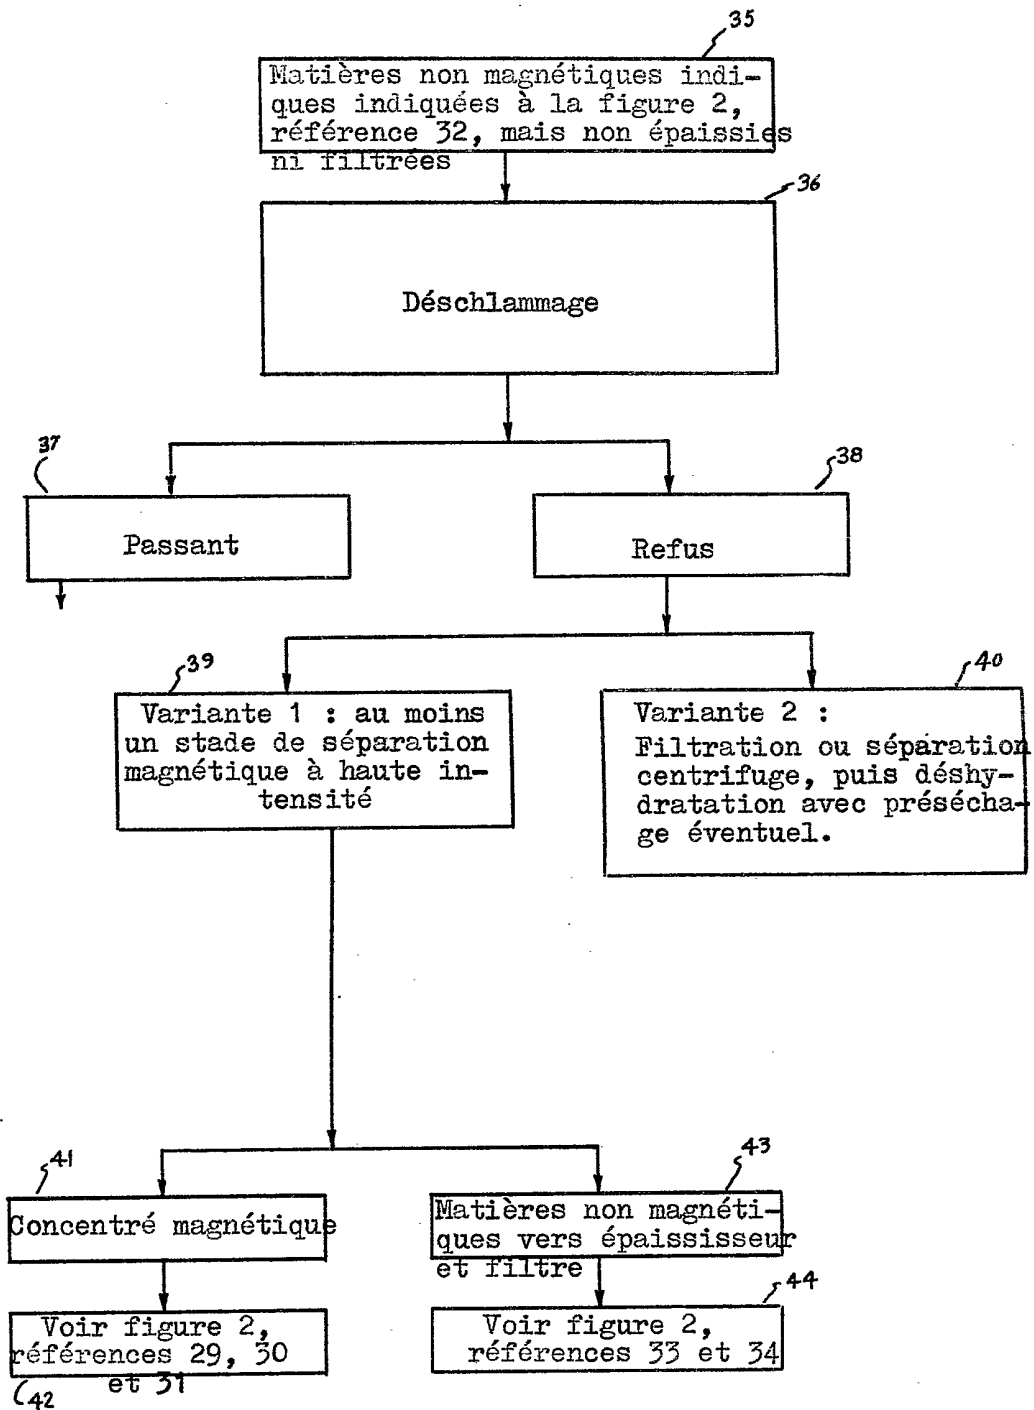 35
Matières non magnétiques indi-
ques indiquées à la figure 2,
référence 32, mais non épaissies
ni filtrées
36
Déschlammage
37
38
Passant
Refus
39
40
Variante 1 : au moins
un stade de séparation
magnétique à haute in-
tensité
Variante 2 :
Filtration ou séparation
centrifuge, puis déshy-
dratation avec présécha-
ge éventuel.
41
43
Concentré magnétique
Matières non magnéti-
ques vers épaississeur
et filtre
44
Voir figure 2,
références 29, 30
et 31
42
Voir figure 2,
références 33 et 34